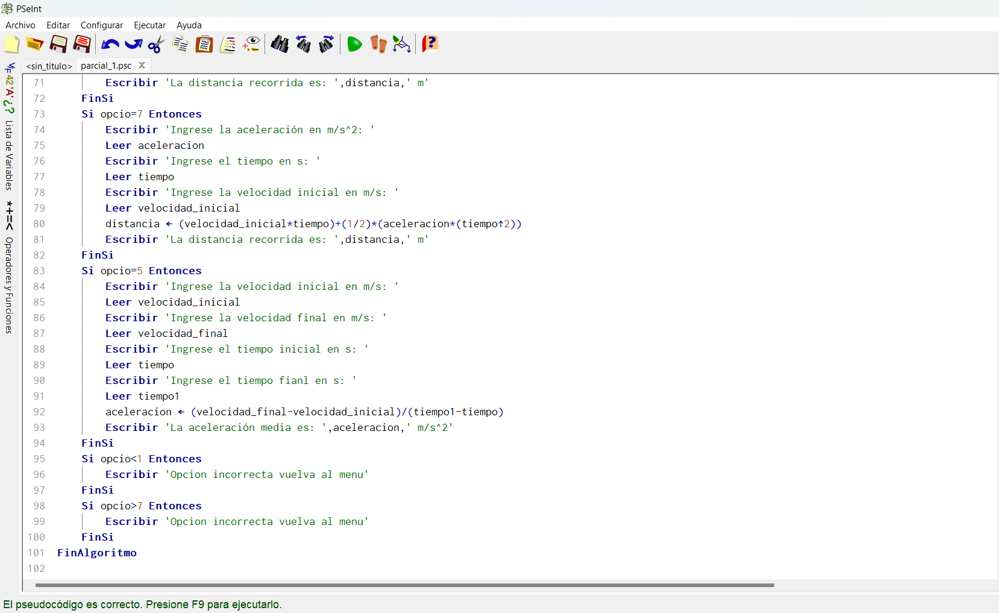 PSeInt
Archivo Editar Configurar Ejecutar Ayuda
<sin_titulo> parcial_1.psc X
71 Escribir 'La distancia recorrida es: ',distancia,' m'
72 FinSi
73 Si opcio=7 Entonces
74 Escribir 'Ingrese la aceleración en m/s^2: '
75 Leer aceleracion
76 Escribir 'Ingrese el tiempo en s: '
77 Leer tiempo
78 Escribir 'Ingrese la velocidad inicial en m/s: '
79 Leer velocidad_inicial
80 distancia ← (velocidad_inicial*tiempo)+(1/2)*(aceleracion*(tiempo↑2))
81 Escribir 'La distancia recorrida es: ',distancia,' m'
82 FinSi
83 Si opcio=5 Entonces
84 Escribir 'Ingrese la velocidad inicial en m/s: '
85 Leer velocidad_inicial
86 Escribir 'Ingrese la velocidad final en m/s: '
87 Leer velocidad_final
88 Escribir 'Ingrese el tiempo inicial en s: '
89 Leer tiempo
90 Escribir 'Ingrese el tiempo fianl en s: '
91 Leer tiempo1
92 aceleracion ← (velocidad_final-velocidad_inicial)/(tiempo1-tiempo)
93 Escribir 'La aceleración media es: ',aceleracion,' m/s^2'
94 FinSi
95 Si opcio<1 Entonces
96 Escribir 'Opcion incorrecta vuelva al menu'
97 FinSi
98 Si opcio>7 Entonces
99 Escribir 'Opcion incorrecta vuelva al menu'
100 FinSi
101 FinAlgoritmo
102
V/F 42 'A' ¿? Lista de Variables
*+=< Operadores y Funciones
El pseudocódigo es correcto. Presione F9 para ejecutarlo.